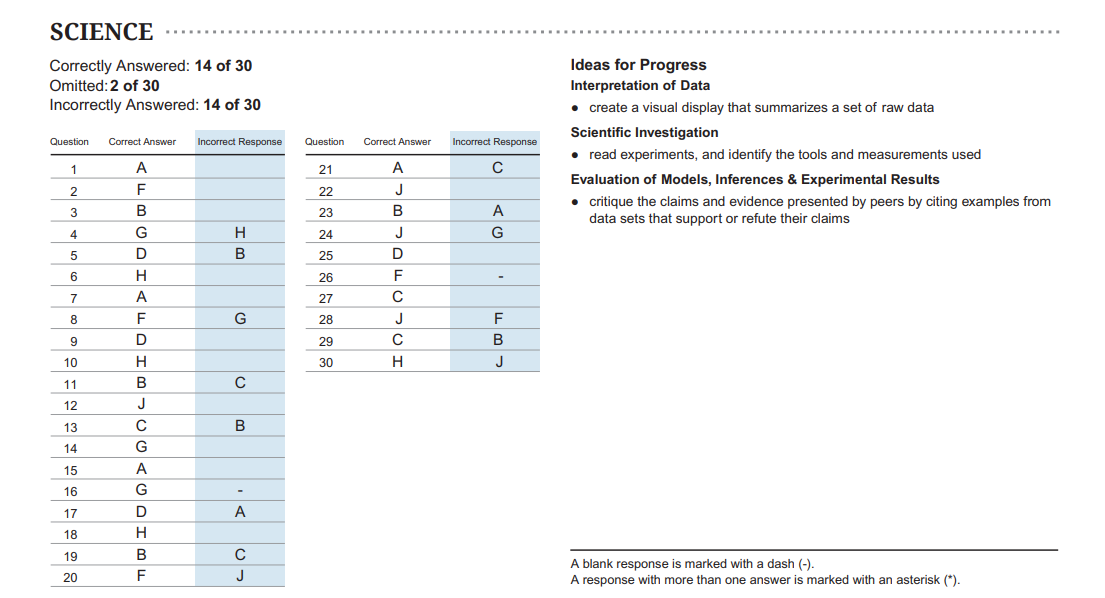 SCIENCE
Correctly Answered: 14 of 30
Omitted: 2 of 30
Incorrectly Answered: 14 of 30
Question Correct Answer Incorrect Response
1 A
2 F
3 B
4 G H
5 D B
6 H
7 A
8 F G
9 D
10 H
11 B C
12 J
13 C B
14 G
15 A
16 G -
17 D A
18 H
19 B C
20 F J
Question Correct Answer Incorrect Response
21 A C
22 J
23 B A
24 J G
25 D
26 F -
27 C
28 J F
29 C B
30 H J
Ideas for Progress
Interpretation of Data
● create a visual display that summarizes a set of raw data
Scientific Investigation
● read experiments, and identify the tools and measurements used
Evaluation of Models, Inferences & Experimental Results
● critique the claims and evidence presented by peers by citing examples from
data sets that support or refute their claims
A blank response is marked with a dash (-).
A response with more than one answer is marked with an asterisk (*).